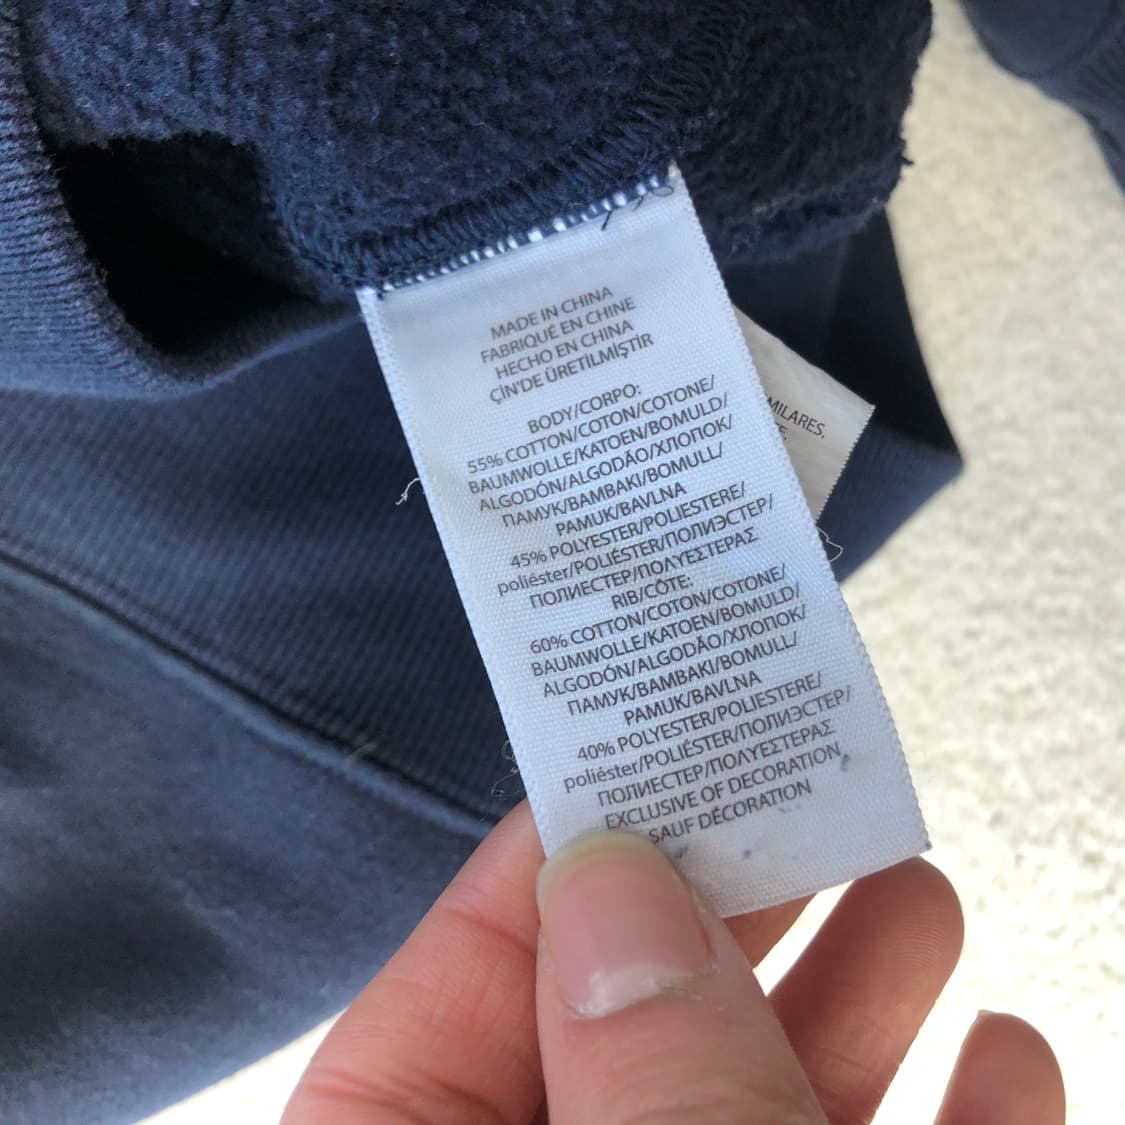 MADE IN CHINA
FABRIQUÉ EN CHINE
HECHO EN CHINA
ÇİN'DE ÜRETİLMİŞTİR
BODY/CORPO:
55% COTTON/COTON/COTONE/
BAUMWOLLE/KATOEN/BOMULD/
ALGODÓN/ALGODÃO/ХЛОПОК/
ПАМУК/BAMBAKI/BOMULL/
PAMUK/BAVLNA
45% POLYESTER/POLIESTERE/
poliéster/POLIÉSTER/ПОЛИЭСТЕР/
ПОЛИЕСТЕР/ΠΟΛΥΕΣΤΕΡΑΣ
RIB/CÔTE:
60% COTTON/COTON/COTONE/
BAUMWOLLE/KATOEN/BOMULD/
ALGODÓN/ALGODÃO/ХЛОПОК/
ПАМУК/BAMBAKI/BOMULL/
PAMUK/BAVLNA
40% POLYESTER/POLIESTERE/
poliéster/POLIÉSTER/ПОЛИЭСТЕР/
ПОЛИЕСТЕР/ΠΟΛΥΕΣΤΕΡΑΣ
EXCLUSIVE OF DECORATION
SAUF DÉCORATION
MILARES.